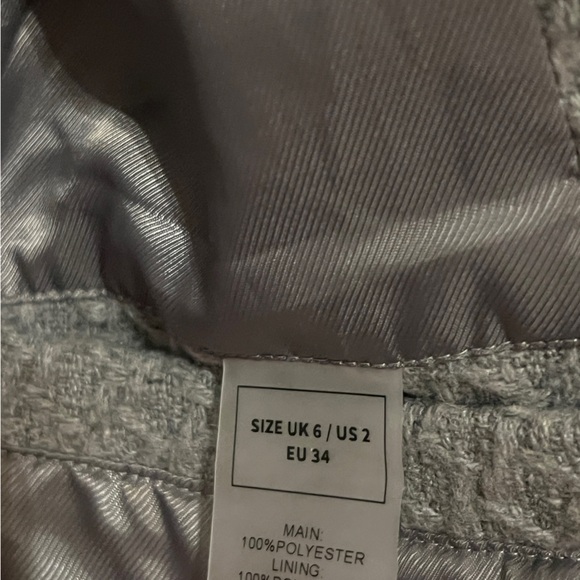 SIZE UK 6 / US 2
EU 34
MAIN:
100%POLYESTER
LINING: